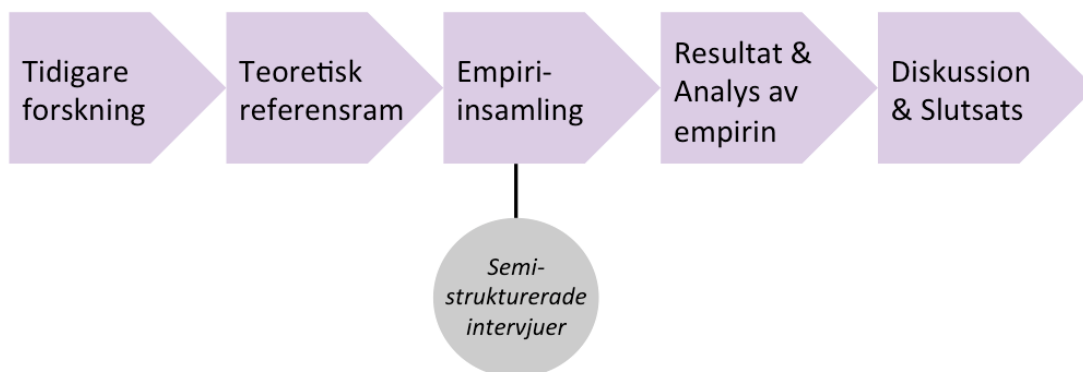 Tidigare
forskning
Teoretisk
referensram
Empiri-
insamling
Resultat &
Analys av
empirin
Diskussion
& Slutsats
Semi-
strukturerade
intervjuer